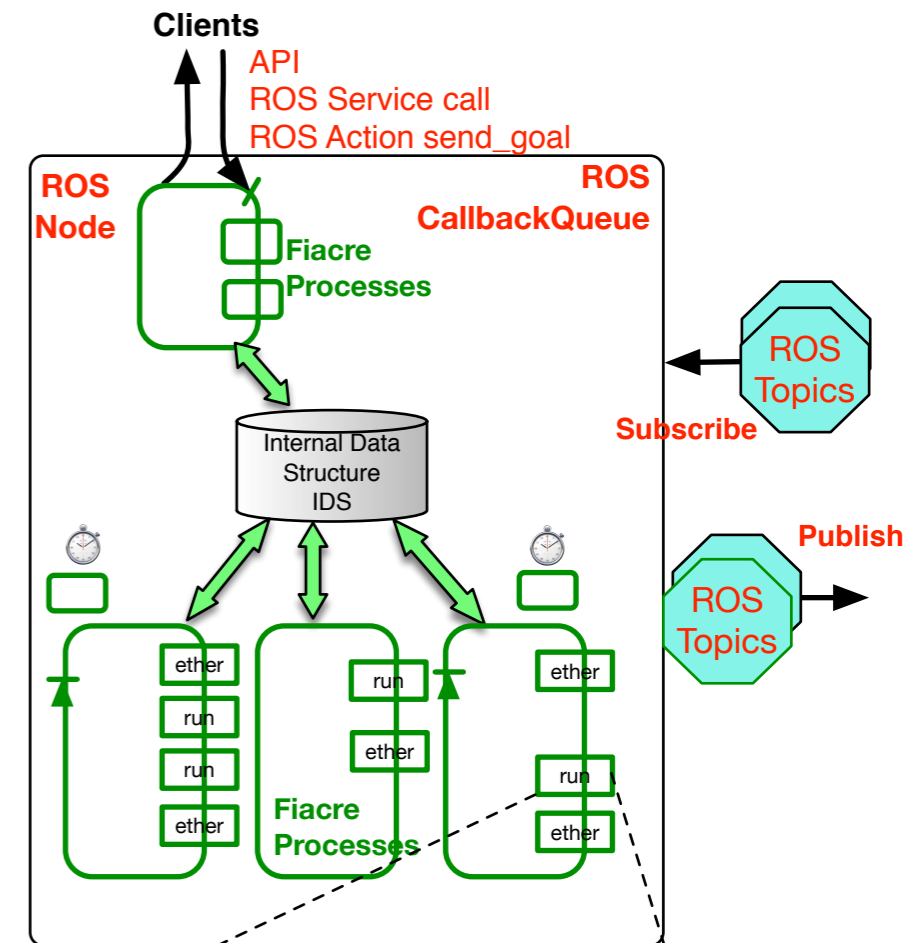 Clients
API
ROS Service call
ROS Action send_goal
ROS
Node
ROS
CallbackQueue
Fiacre
Processes
ROS
Topics
Subscribe
Internal Data
Structure
IDS
Publish
ROS
Topics
ether
run
run
ether
run
ether
Fiacre
Processes
ether
run
ether